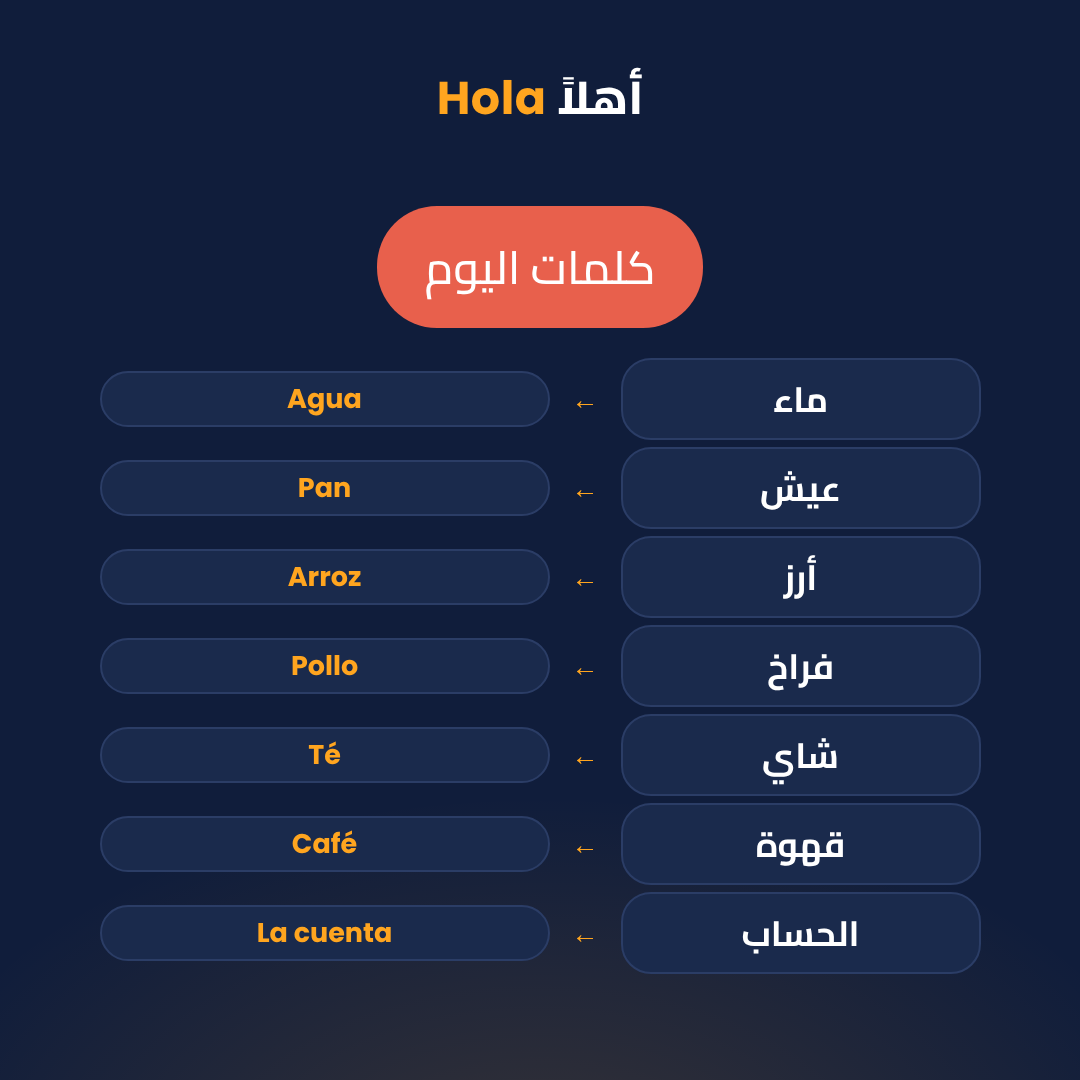 أهلاً Hola
كلمات اليوم
ماء ← Agua
عيش ← Pan
أرز ← Arroz
فراخ ← Pollo
شاي ← Té
قهوة ← Café
الحساب ← La cuenta